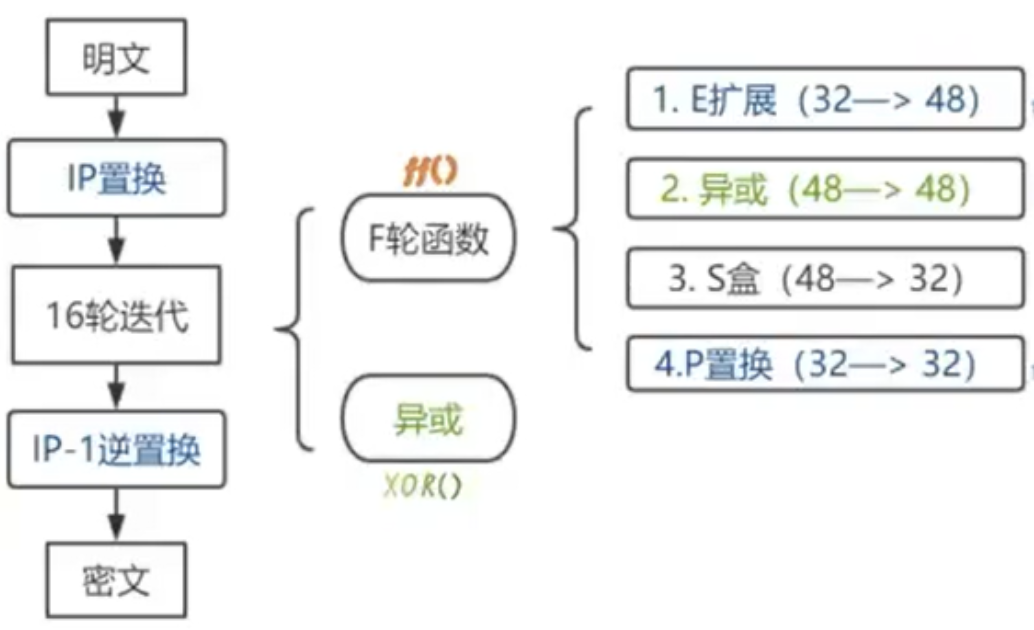 明文
IP置换
16轮迭代
IP-1逆置换
密文
ff()
F轮函数
异或
XOR()
1. E扩展（32—> 48）
2. 异或（48—> 48）
3. S盒（48—> 32）
4.P置换（32—> 32）